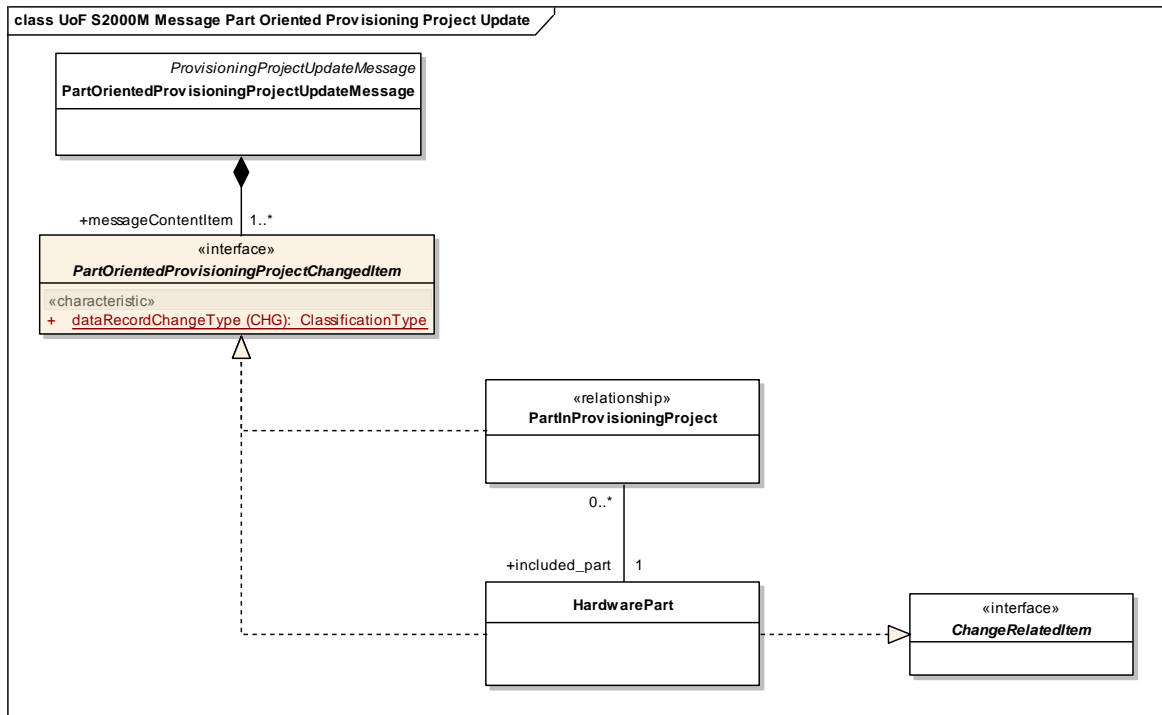 class UoF S2000M Message Part Oriented Provisioning Project Update
ProvisioningProjectUpdateMessage
PartOrientedProvisioningProjectUpdateMessage
+messageContentItem 1..*
«interface»
PartOrientedProvisioningProjectChangedItem
«characteristic»
+ dataRecordChangeType (CHG): ClassificationType
«relationship»
PartInProvisioningProject
0..*
+included_part 1
HardwarePart
«interface»
ChangeRelatedItem